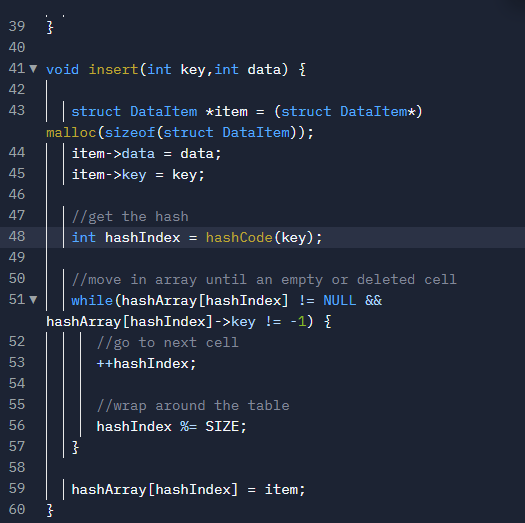 39 }
40
41 void insert(int key,int data) {
42
43 struct DataItem *item = (struct DataItem*)
malloc(sizeof(struct DataItem));
44 item->data = data;
45 item->key = key;
46
47 //get the hash
48 int hashIndex = hashCode(key);
49
50 //move in array until an empty or deleted cell
51 while(hashArray[hashIndex] != NULL &&
hashArray[hashIndex]->key != -1) {
52 //go to next cell
53 ++hashIndex;
54
55 //wrap around the table
56 hashIndex %= SIZE;
57 }
58
59 hashArray[hashIndex] = item;
60 }